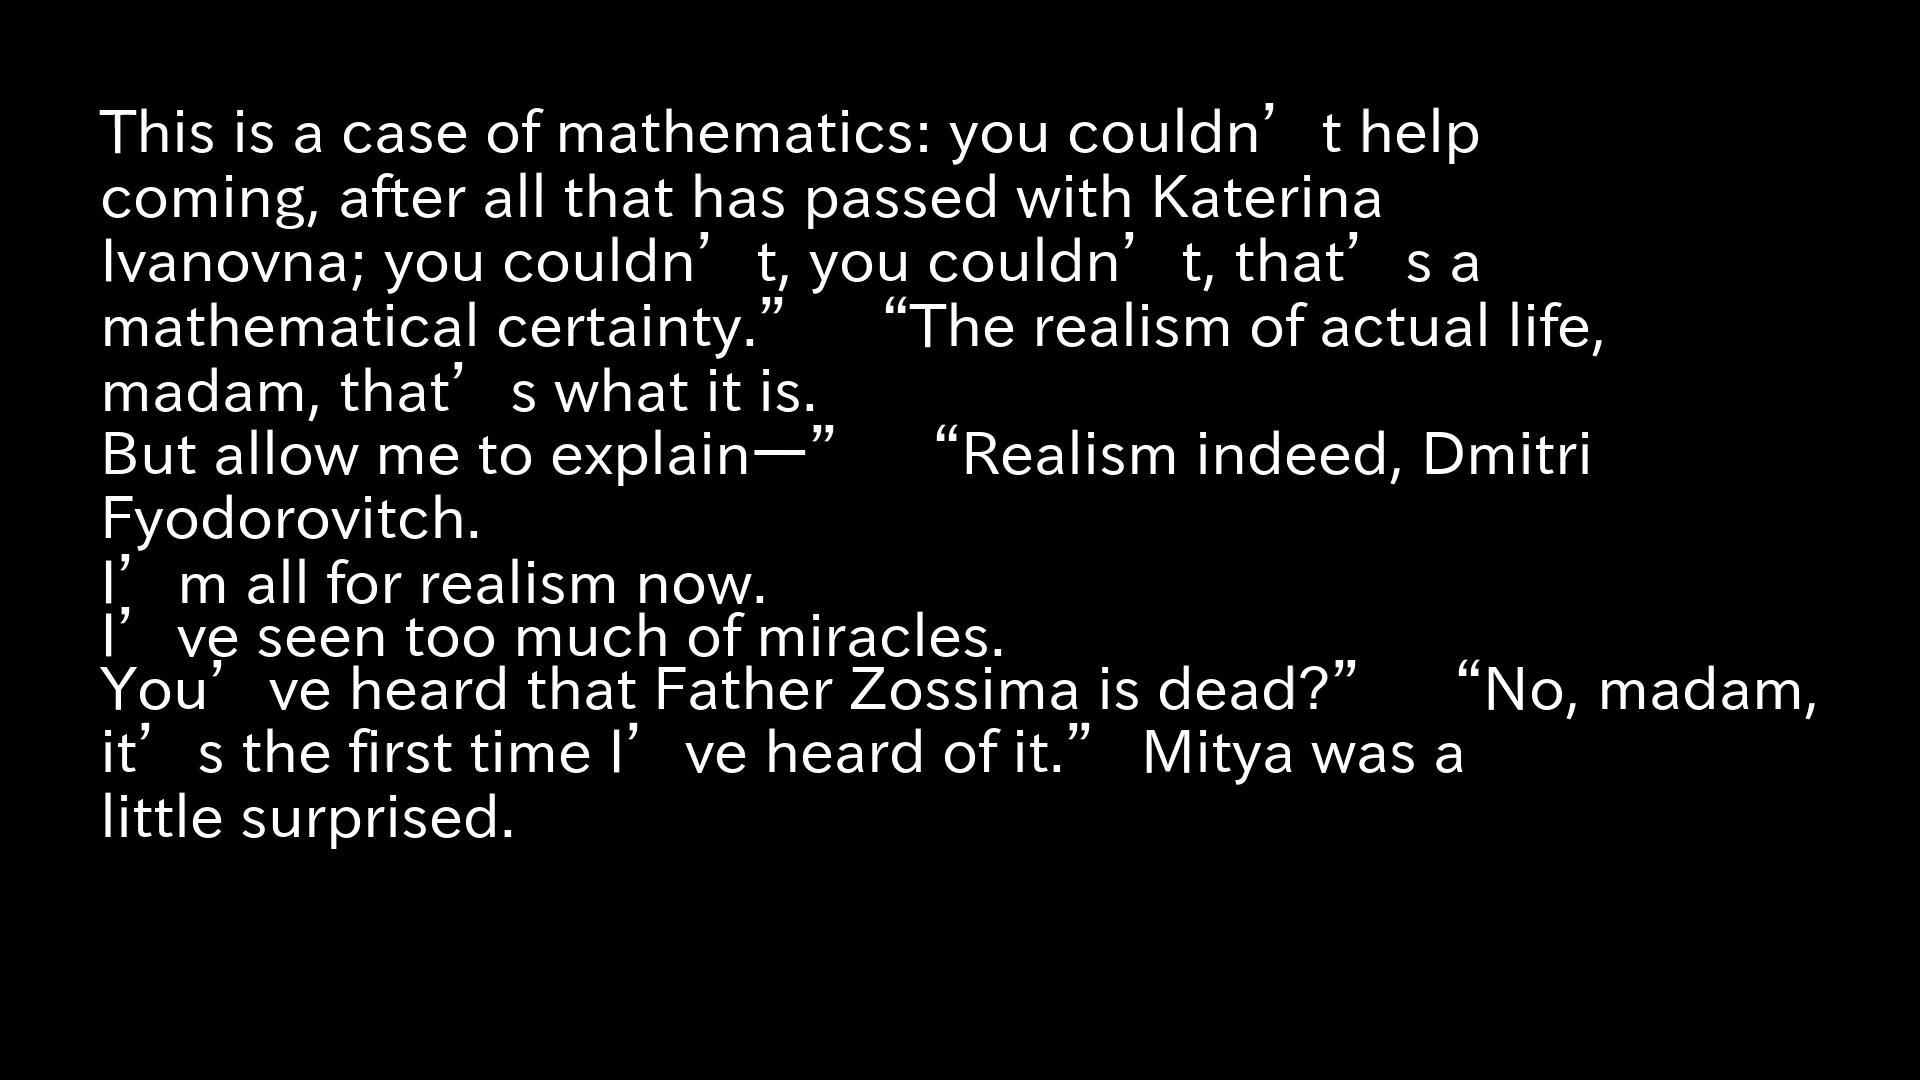 This is a case of mathematics: you couldn’t help
coming, after all that has passed with Katerina
Ivanovna; you couldn’t, you couldn’t, that’s a
mathematical certainty.” “The realism of actual life,
madam, that’s what it is.
But allow me to explain—” “Realism indeed, Dmitri
Fyodorovitch.
I’m all for realism now.
I’ve seen too much of miracles.
You’ve heard that Father Zossima is dead?” “No, madam,
it’s the first time I’ve heard of it.” Mitya was a
little surprised.